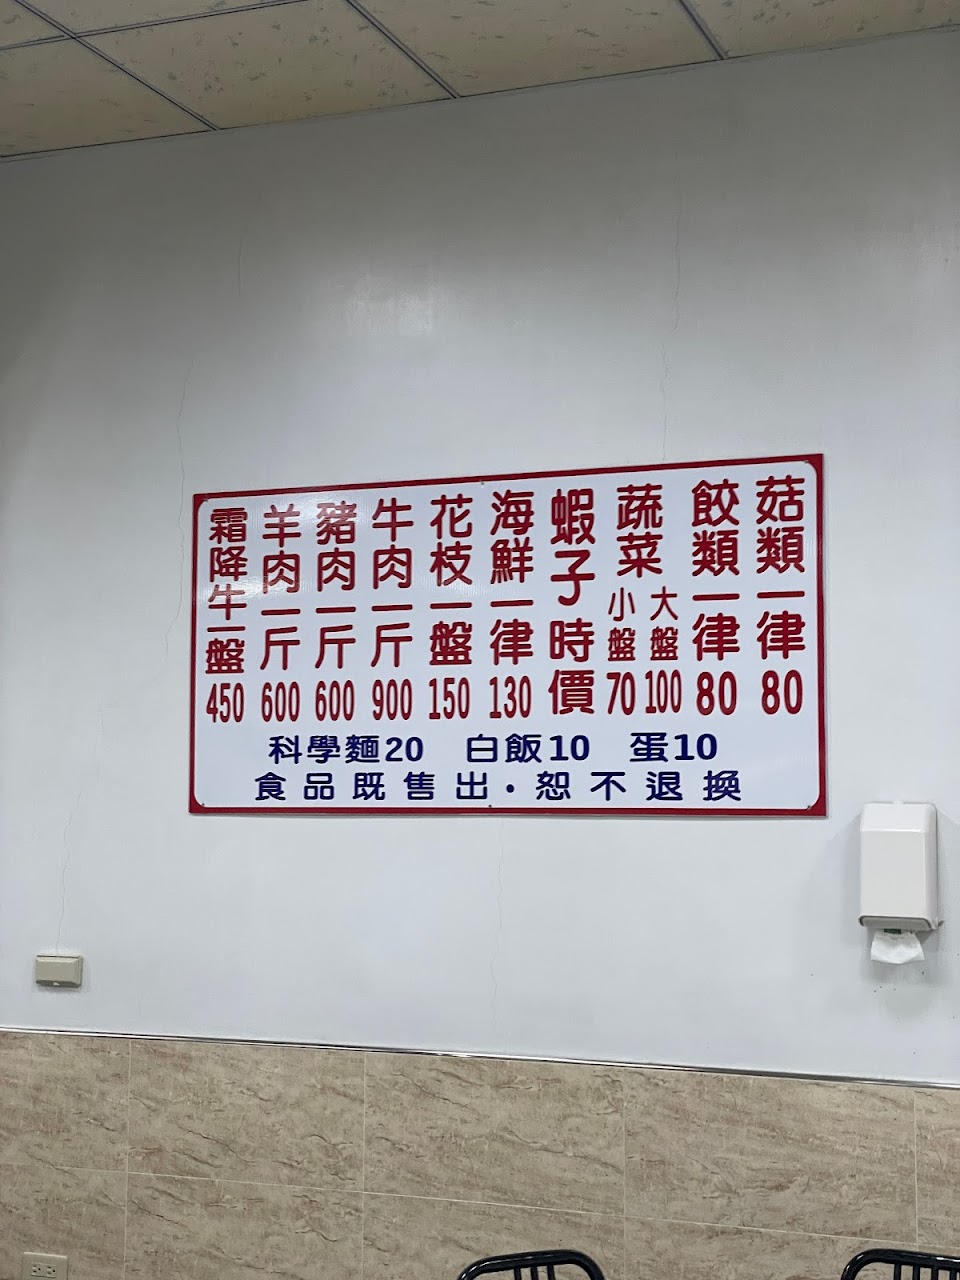 菇類一律80
餃類一律80
蔬菜
大盤100
小盤70
蝦子時價
海鮮一律130
花枝一盤150
牛肉一斤900
豬肉一斤600
羊肉一斤600
霜降牛一盤450
科學麵20 白飯10 蛋10
食品既售出·恕不退換